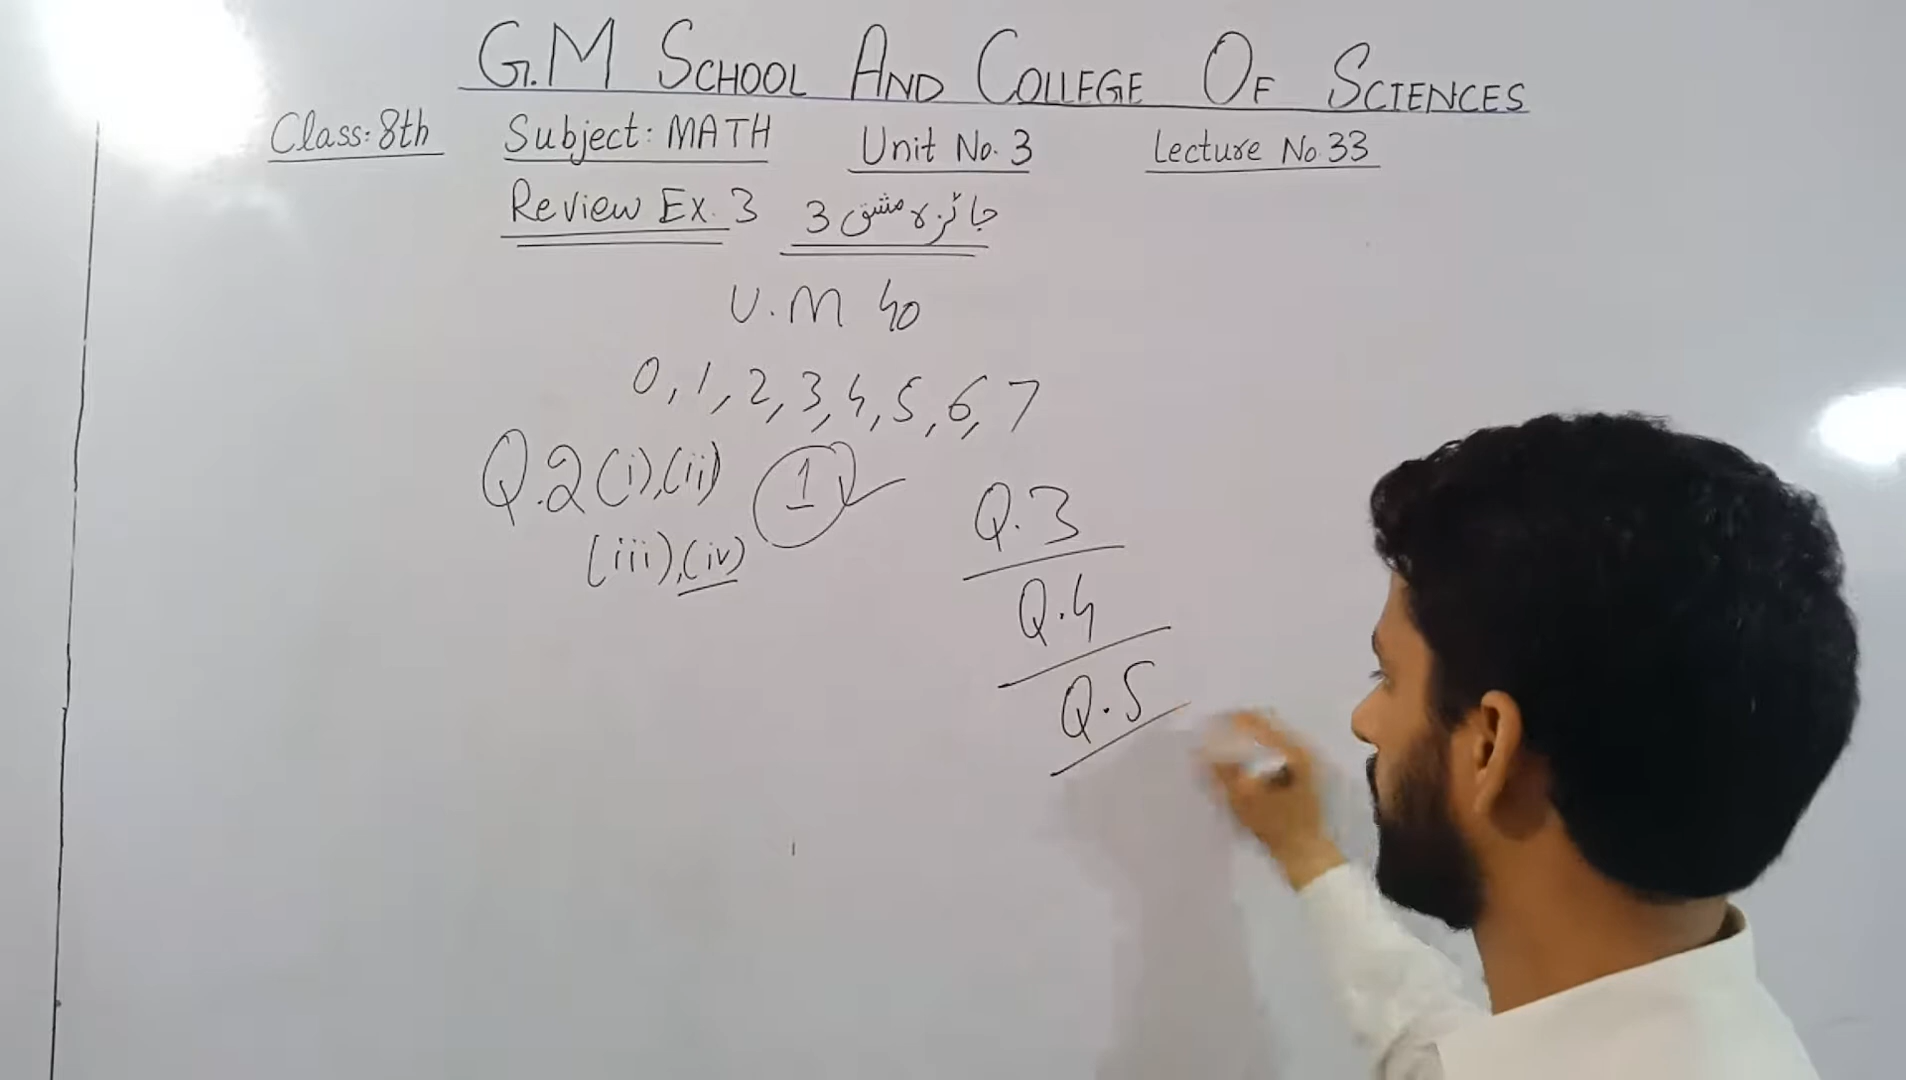 G.M SCHOOL AND COLLEGE OF SCIENCES
Class: 8th Subject: MATH Unit No. 3 Lecture No. 33
Review Ex. 3 جائزہ مشق 3
U.M 40
0, 1, 2, 3, 4, 5, 6, 7
Q.2 (i), (ii) 1
(iii), (iv)
Q.3
Q.4
Q.5